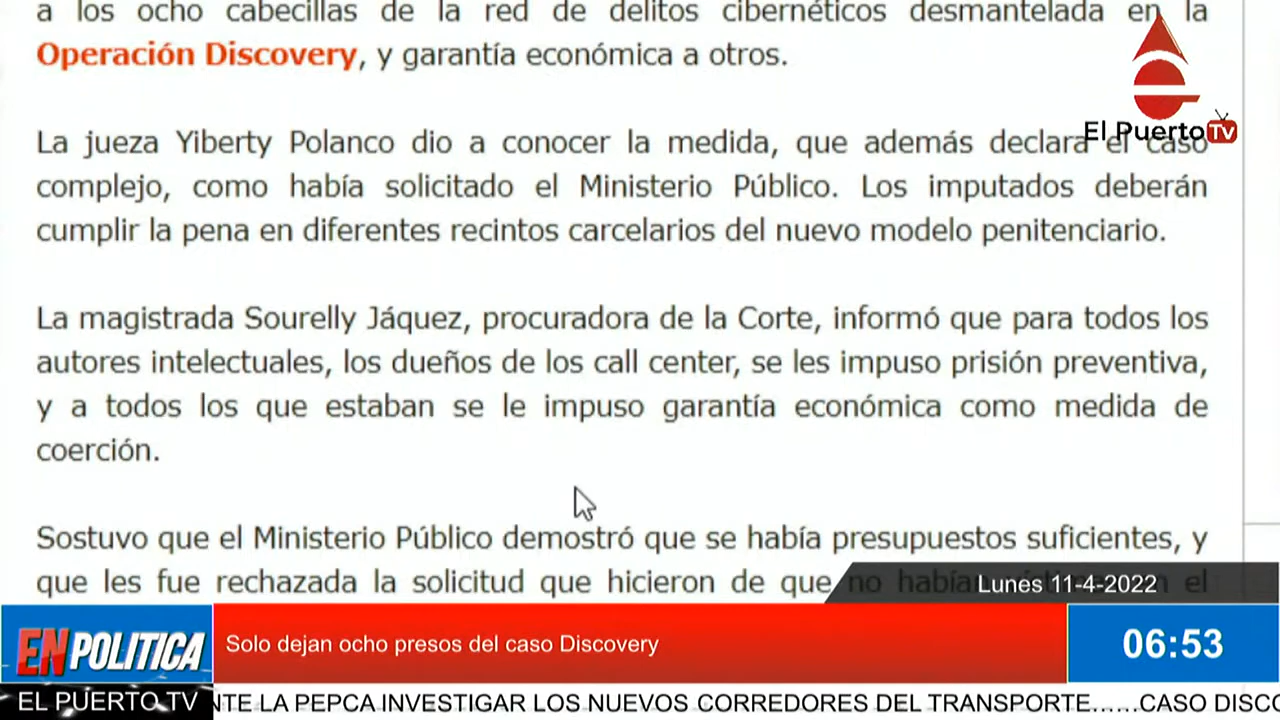 a los ocho cabecillas de la red de delitos cibernéticos desmantelada en la
Operación Discovery, y garantía económica a otros.
El Puerto TV
La jueza Yiberty Polanco dio a conocer la medida, que además declara el caso
complejo, como había solicitado el Ministerio Público. Los imputados deberán
cumplir la pena en diferentes recintos carcelarios del nuevo modelo penitenciario.
La magistrada Sourelly Jáquez, procuradora de la Corte, informó que para todos los
autores intelectuales, los dueños de los call center, se les impuso prisión preventiva,
y a todos los que estaban se le impuso garantía económica como medida de
coerción.
Sostuvo que el Ministerio Público demostró que se había presupuestos suficientes, y
que les fue rechazada la solicitud que hicieron de que no habían el
Lunes 11-4-2022
EN POLITICA
Solo dejan ocho presos del caso Discovery
06:53
EL PUERTO TV
NTE LA PEPCA INVESTIGAR LOS NUEVOS CORREDORES DEL TRANSPORTE......CASO DISCO